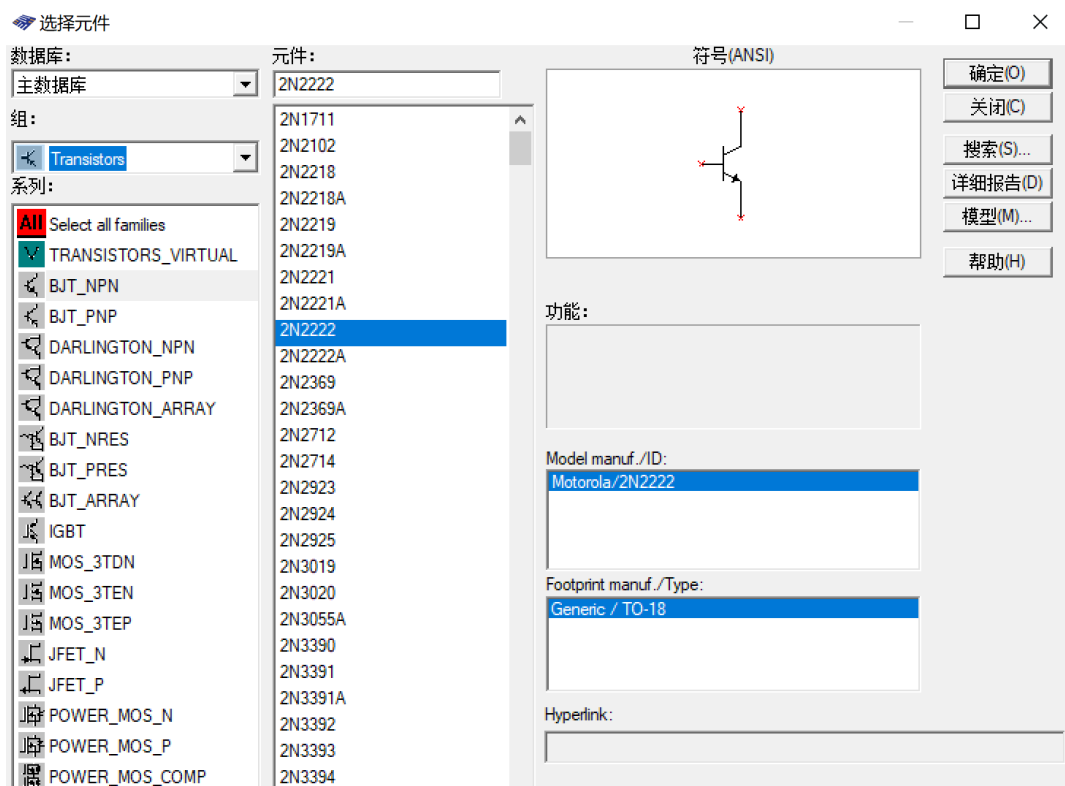 选择元件
数据库：
主数据库
组：
Transistors
系列：
All Select all families
TRANSISTORS_VIRTUAL
BJT_NPN
BJT_PNP
DARLINGTON_NPN
DARLINGTON_PNP
DARLINGTON_ARRAY
BJT_NRES
BJT_PRES
BJT_ARRAY
IGBT
MOS_3TDN
MOS_3TEN
MOS_3TEP
JFET_N
JFET_P
POWER_MOS_N
POWER_MOS_P
POWER_MOS_COMP
元件：
2N2222
2N1711
2N2102
2N2218
2N2218A
2N2219
2N2219A
2N2221
2N2221A
2N2222
2N2222A
2N2369
2N2369A
2N2712
2N2714
2N2923
2N2924
2N2925
2N3019
2N3020
2N3055A
2N3390
2N3391
2N3391A
2N3392
2N3393
2N3394
符号(ANSI)
功能：
Model manuf./ID:
Motorola/2N2222
Footprint manuf./Type:
Generic / TO-18
Hyperlink:
确定(O)
关闭(C)
搜索(S)...
详细报告(D)
模型(M)...
帮助(H)